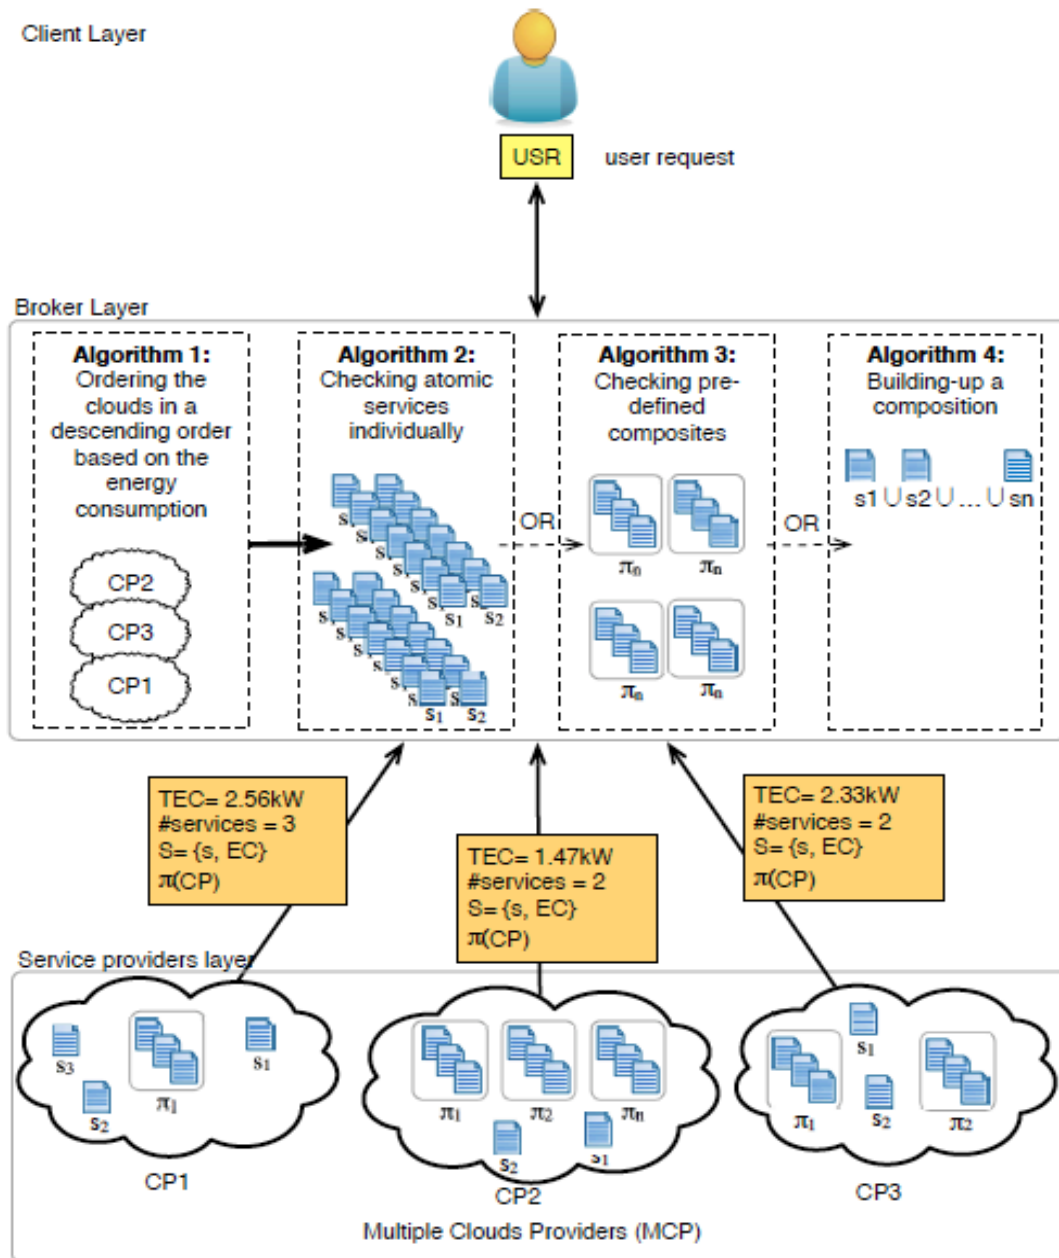 Client Layer
USR
user request
Broker Layer
Algorithm 1:
Ordering the
clouds in a
descending order
based on the
energy
consumption
CP2
CP3
CP1
Algorithm 2:
Checking atomic
services
individually
s
s
s
s
s
s1
s2
s
s
s
s
s
s1
s2
OR
Algorithm 3:
Checking pre-
defined
composites
πn
πn
πn
πn
OR
Algorithm 4:
Building-up a
composition
s1 ∪ s2 ∪ ... ∪ sn
TEC= 2.56kW
#services = 3
S= {s, EC}
π(CP)
TEC= 1.47kW
#services = 2
S= {s, EC}
π(CP)
TEC= 2.33kW
#services = 2
S= {s, EC}
π(CP)
Service providers layer
s3
s2
π1
s1
CP1
π1
π2
πn
s2
s1
CP2
π1
s1
s2
π2
CP3
Multiple Clouds Providers (MCP)